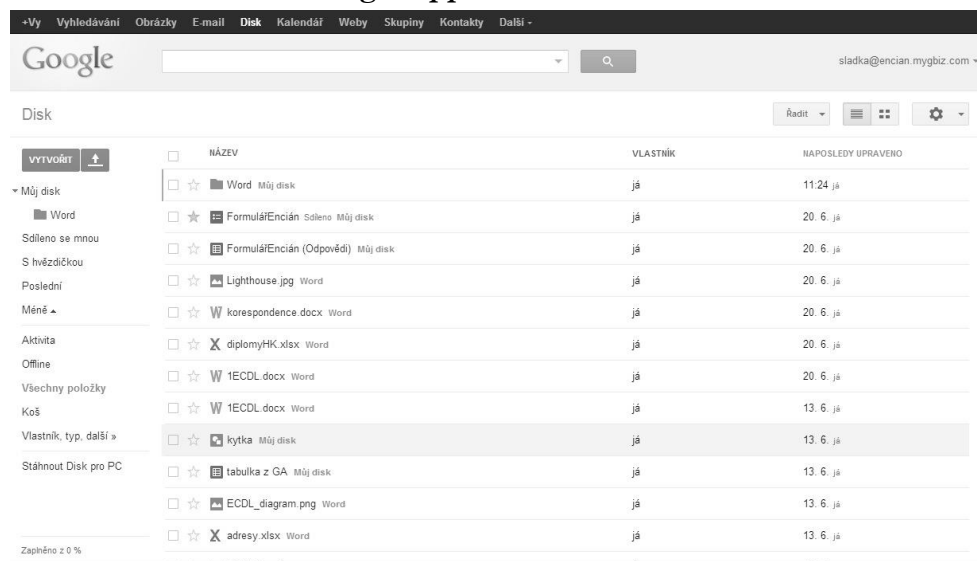 +Vy Vyhledávání Obrázky E-mail Disk Kalendář Weby Skupiny Kontakty Další
Google
sladka@encian.mygbiz.com
Disk
Řadit
VYTVOŘIT
NÁZEV VLASTNÍK NAPOSLEDY UPRAVENO
Můj disk
Word
Sdíleno se mnou
S hvězdičkou
Poslední
Méně
Aktivita
Offline
Všechny položky
Koš
Vlastník, typ, další »
Stáhnout Disk pro PC
Zaplněno z 0 %
Word Můj disk já 11:24 já
FormulářEncián Sdíleno Můj disk já 20. 6. já
FormulářEncián (Odpovědi) Můj disk já 20. 6. já
Lighthouse.jpg Word já 20. 6. já
korespondence.docx Word já 20. 6. já
diplomyHK.xlsx Word já 20. 6. já
1ECDL.docx Word já 20. 6. já
1ECDL.docx Word já 13. 6. já
kytka Můj disk já 13. 6. já
tabulka z GA Můj disk já 13. 6. já
ECDL_diagram.png Word já 13. 6. já
adresy.xlsx Word já 13. 6. já